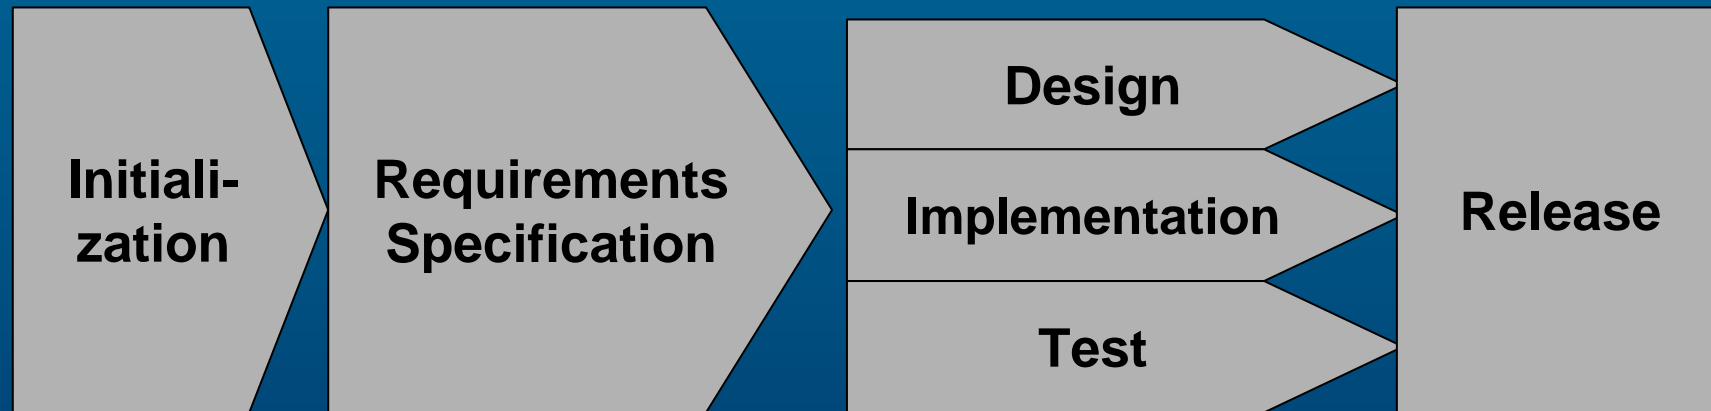 Initiali-
zation
Requirements
Specification
Design
Implementation
Test
Release